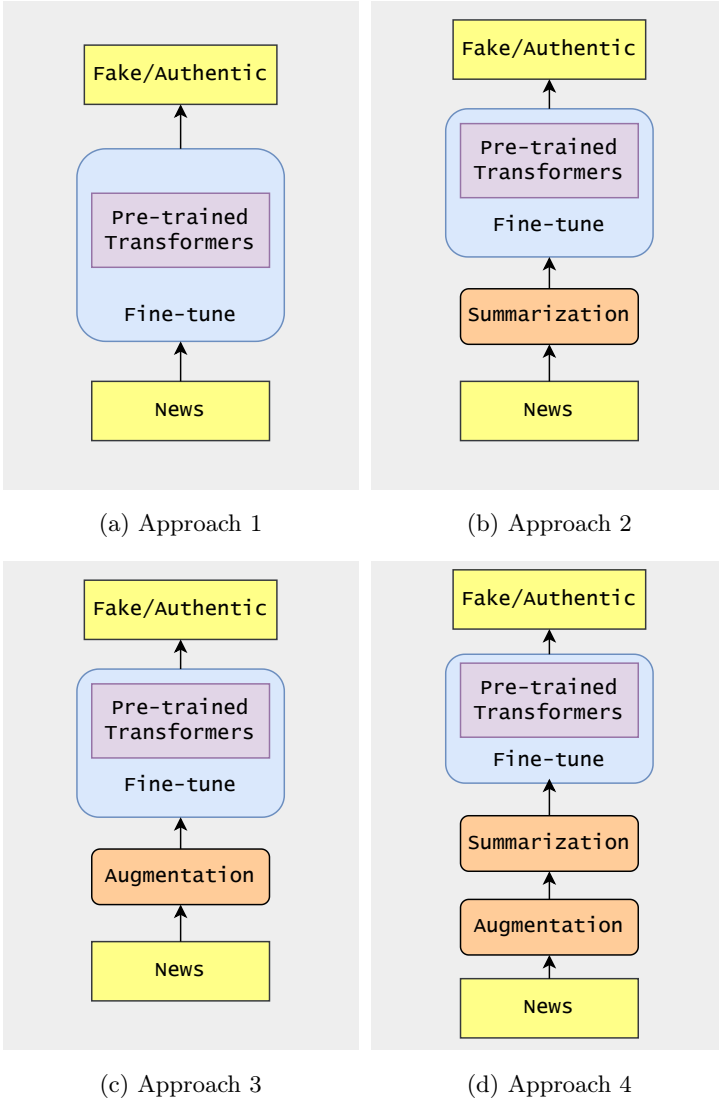 Fake/Authentic
Pre-trained
Transformers
Fine-tune
News
(a) Approach 1
Fake/Authentic
Pre-trained
Transformers
Fine-tune
Summarization
News
(b) Approach 2
Fake/Authentic
Pre-trained
Transformers
Fine-tune
Augmentation
News
(c) Approach 3
Fake/Authentic
Pre-trained
Transformers
Fine-tune
Summarization
Augmentation
News
(d) Approach 4